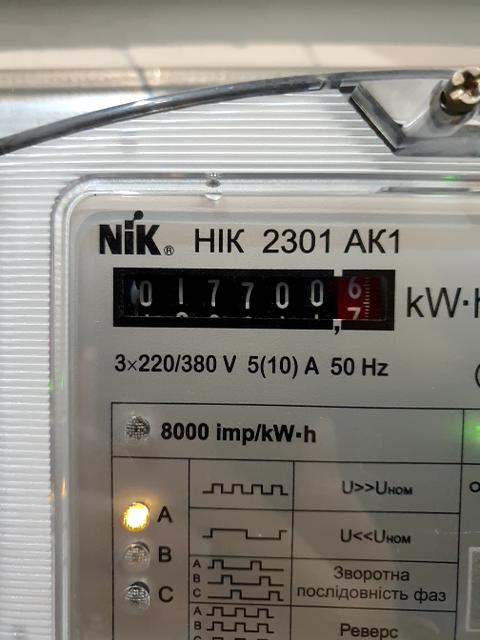 NiK® НІК 2301 АК1
017700,6 kW·h
7
3×220/380 V 5(10) A 50 Hz
8000 imp/kW·h
A
U>>Uном
B
U<<Uном
C
A
B
C
Зворотна
послідовність фаз
A
B
C
Реверс